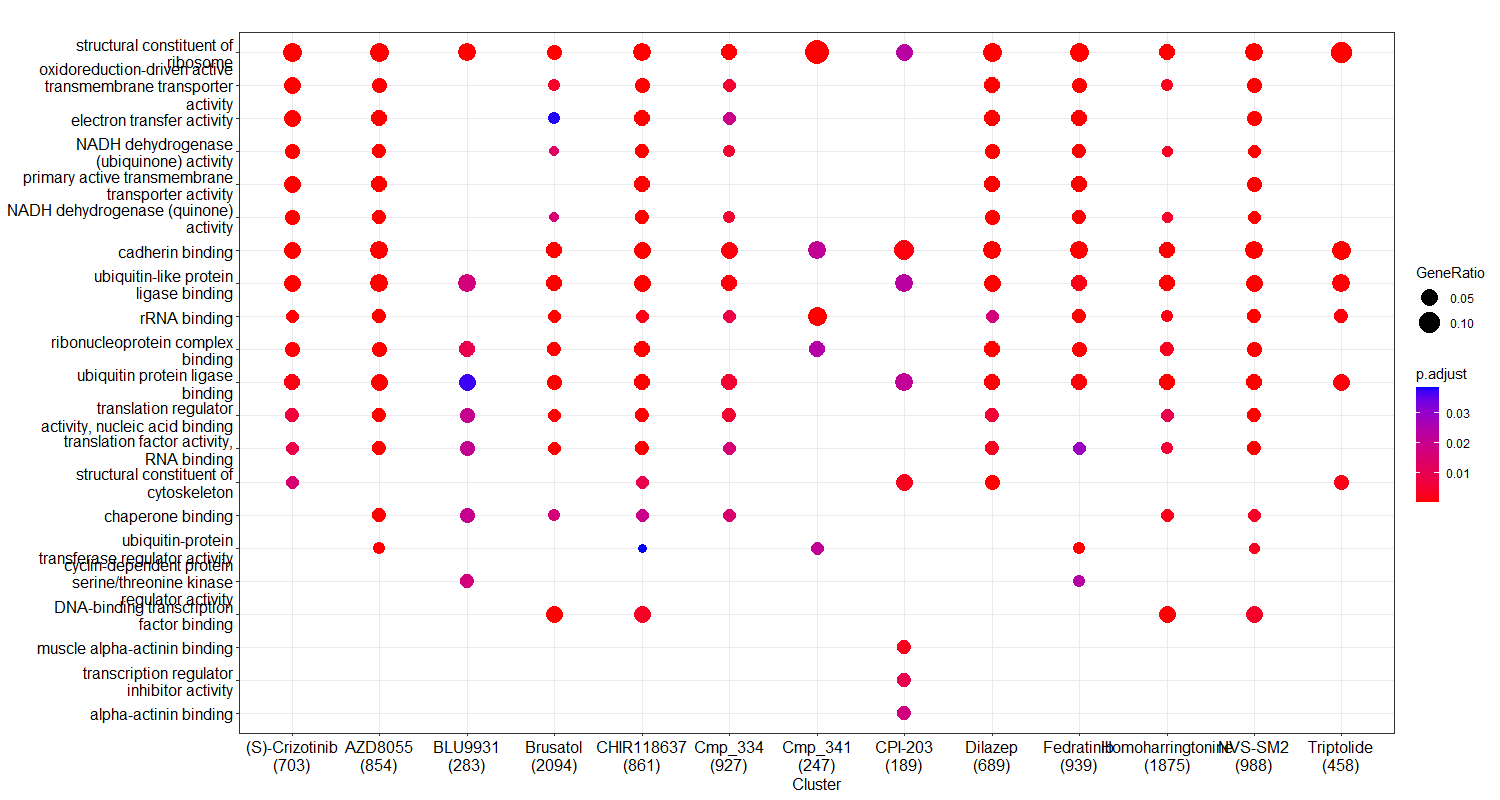 structural constituent of
ribosome
oxidoreduction-driven active
transmembrane transporter
activity
electron transfer activity
NADH dehydrogenase
(ubiquinone) activity
primary active transmembrane
transporter activity
NADH dehydrogenase (quinone)
activity
cadherin binding
ubiquitin-like protein
ligase binding
rRNA binding
ribonucleoprotein complex
binding
ubiquitin protein ligase
binding
translation regulator
activity, nucleic acid binding
translation factor activity,
RNA binding
structural constituent of
cytoskeleton
chaperone binding
ubiquitin-protein
transferase regulator activity
cyclin-dependent protein
serine/threonine kinase
regulator activity
DNA-binding transcription
factor binding
muscle alpha-actinin binding
transcription regulator
inhibitor activity
alpha-actinin binding
(S)-Crizotinib AZD8055 BLU9931 Brusatol CHIR118637 Cmp_334 Cmp_341 CPI-203 Dilazep Fedratinib Homoharringtonine NVS-SM2 Triptolide
(703) (854) (283) (2094) (861) (927) (247) (189) (689) (939) (1875) (988) (458)
Cluster
GeneRatio
0.05
0.10
p.adjust
0.03
0.02
0.01